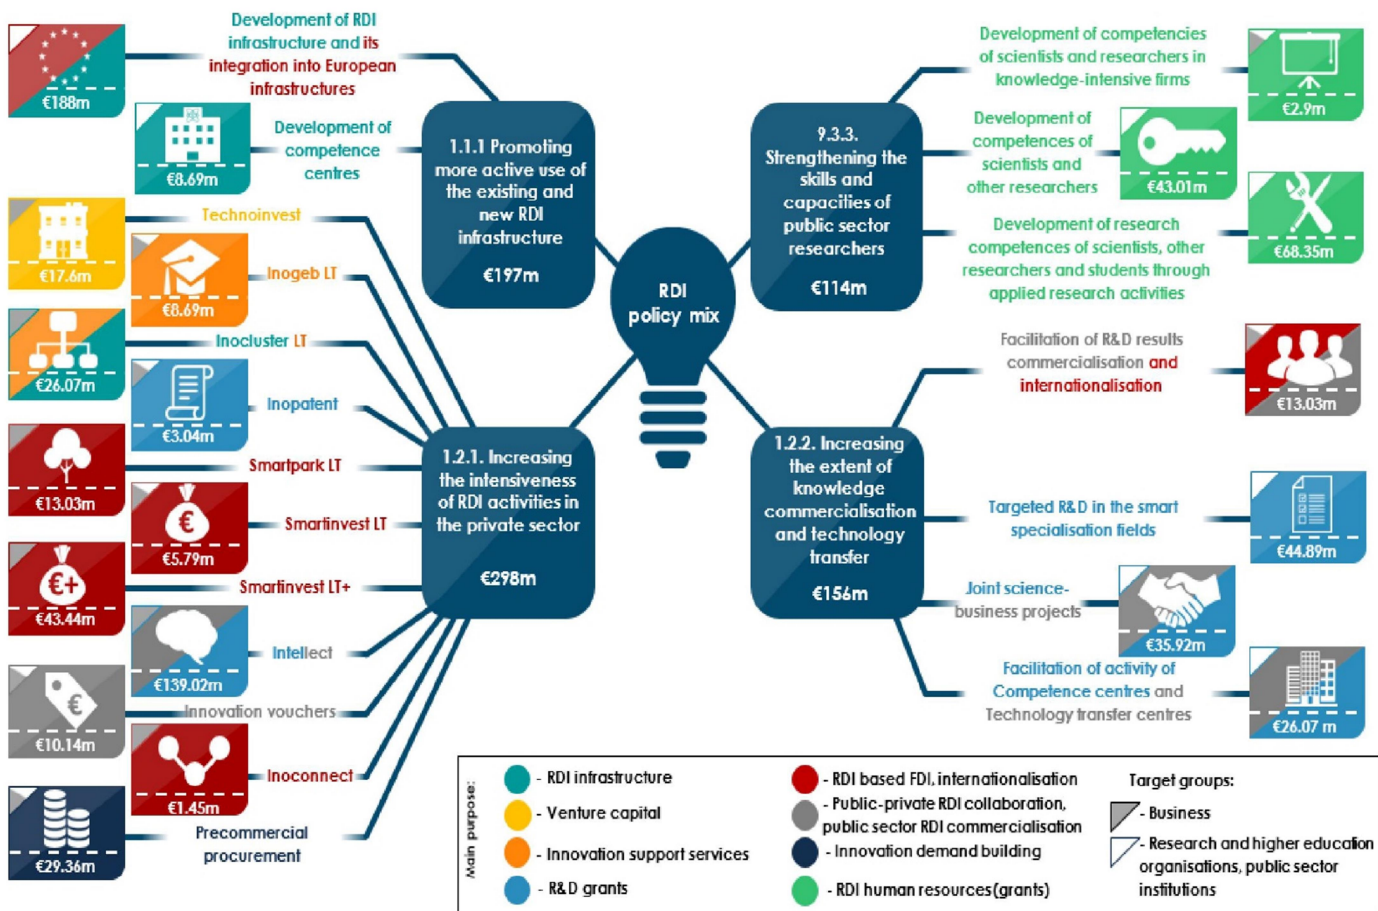 Development of RDI
infrastructure and its
integration into European
infrastructures
€188m
Development of
competence
centres
€8.69m
1.1.1 Promoting
more active use of
the existing and
new RDI
infrastructure
€197m
Technoinvest
€17.6m
Inogeb LT
€8.69m
Inocluster LT
€26.07m
Inopatent
€3.04m
Smartpark LT
€13.03m
Smartinvest LT
€
€5.79m
Smartinvest LT+
€+
€43.44m
Intellect
€139.02m
Innovation vouchers
€
€10.14m
Inoconnect
€1.45m
Precommercial
procurement
€29.36m
1.2.1. Increasing
the intensiveness
of RDI activities in
the private sector
€298m
RDI
policy mix
9.3.3.
Strengthening the
skills and
capacities of
public sector
researchers
€114m
Development of competencies
of scientists and researchers in
knowledge-intensive firms
€2.9m
Development of
competences of
scientists and
other researchers
€43.01m
Development of research
competences of scientists, other
researchers and students through
applied research activities
€68.35m
1.2.2. Increasing
the extent of
knowledge
commercialisation
and technology
transfer
€156m
Facilitation of R&D results
commercialisation and
internationalisation
€13.03m
Targeted R&D in the smart
specialisation fields
€44.89m
Joint science-
business projects
€35.92m
Facilitation of activity of
Competence centres and
Technology transfer centres
€26.07 m
Main purpose:
- RDI infrastructure
- Venture capital
- Innovation support services
- R&D grants
- RDI based FDI, internationalisation
- Public-private RDI collaboration,
public sector RDI commercialisation
- Innovation demand building
- RDI human resources(grants)
Target groups:
- Business
- Research and higher education
organisations, public sector
institutions